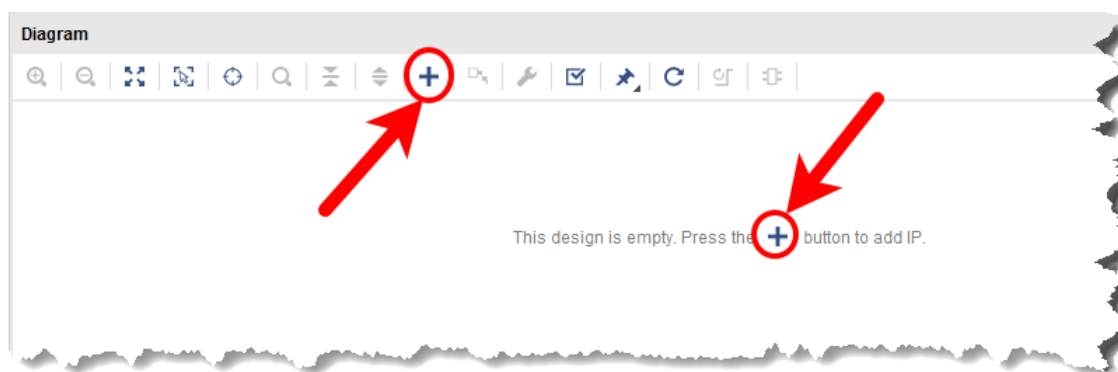 Diagram
This design is empty. Press the + button to add IP.